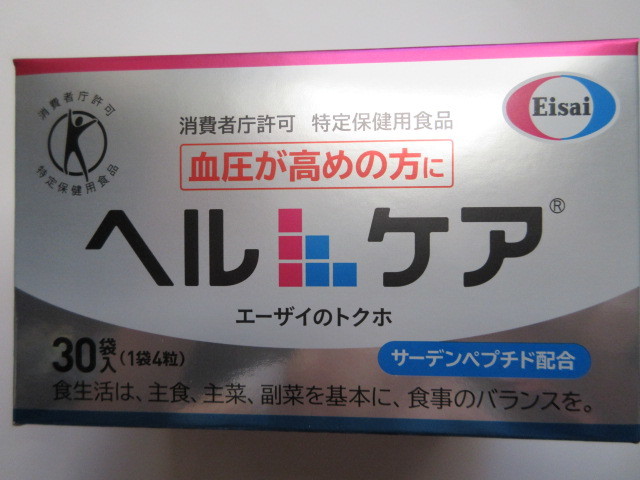 消費者庁許可
特定保健用食品
消費者庁許可 特定保健用食品
Eisai
血圧が高めの方に
ヘルケア®
エーザイのトクホ
30袋入(1袋4粒)
サーデンペプチド配合
食生活は、主食、主菜、副菜を基本に、食事のバランスを。